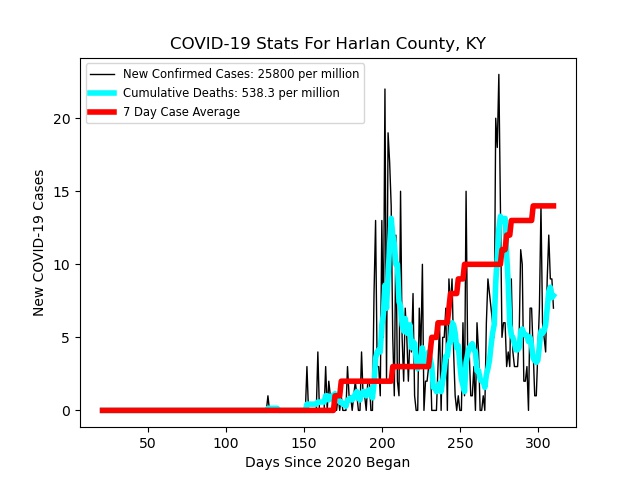 COVID-19 Stats For Harlan County, KY
New Confirmed Cases: 25800 per million
Cumulative Deaths: 538.3 per million
7 Day Case Average
New COVID-19 Cases
20
15
10
5
0
50 100 150 200 250 300
Days Since 2020 Began